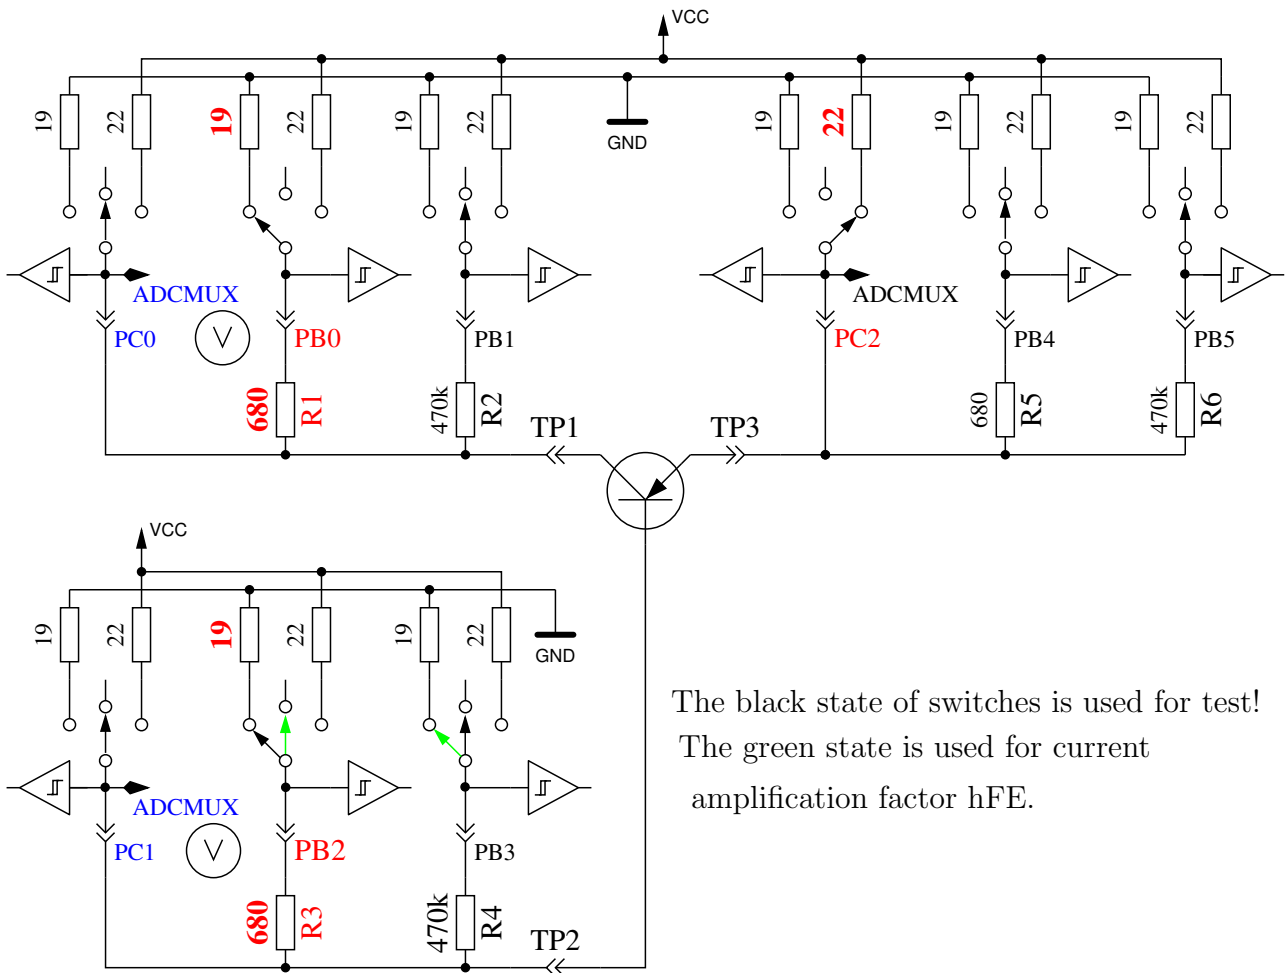 VCC
19
22
19
22
19
22
GND
19
22
19
22
19
22
ADCMUX
ADCMUX
PC0
V
PB0
PB1
PC2
PB4
PB5
680
R1
470k
R2
680
R5
470k
R6
TP1
TP3
VCC
19
22
19
22
19
22
GND
The black state of switches is used for test!
The green state is used for current
amplification factor hFE.
ADCMUX
PC1
V
PB2
PB3
680
R3
470k
R4
TP2